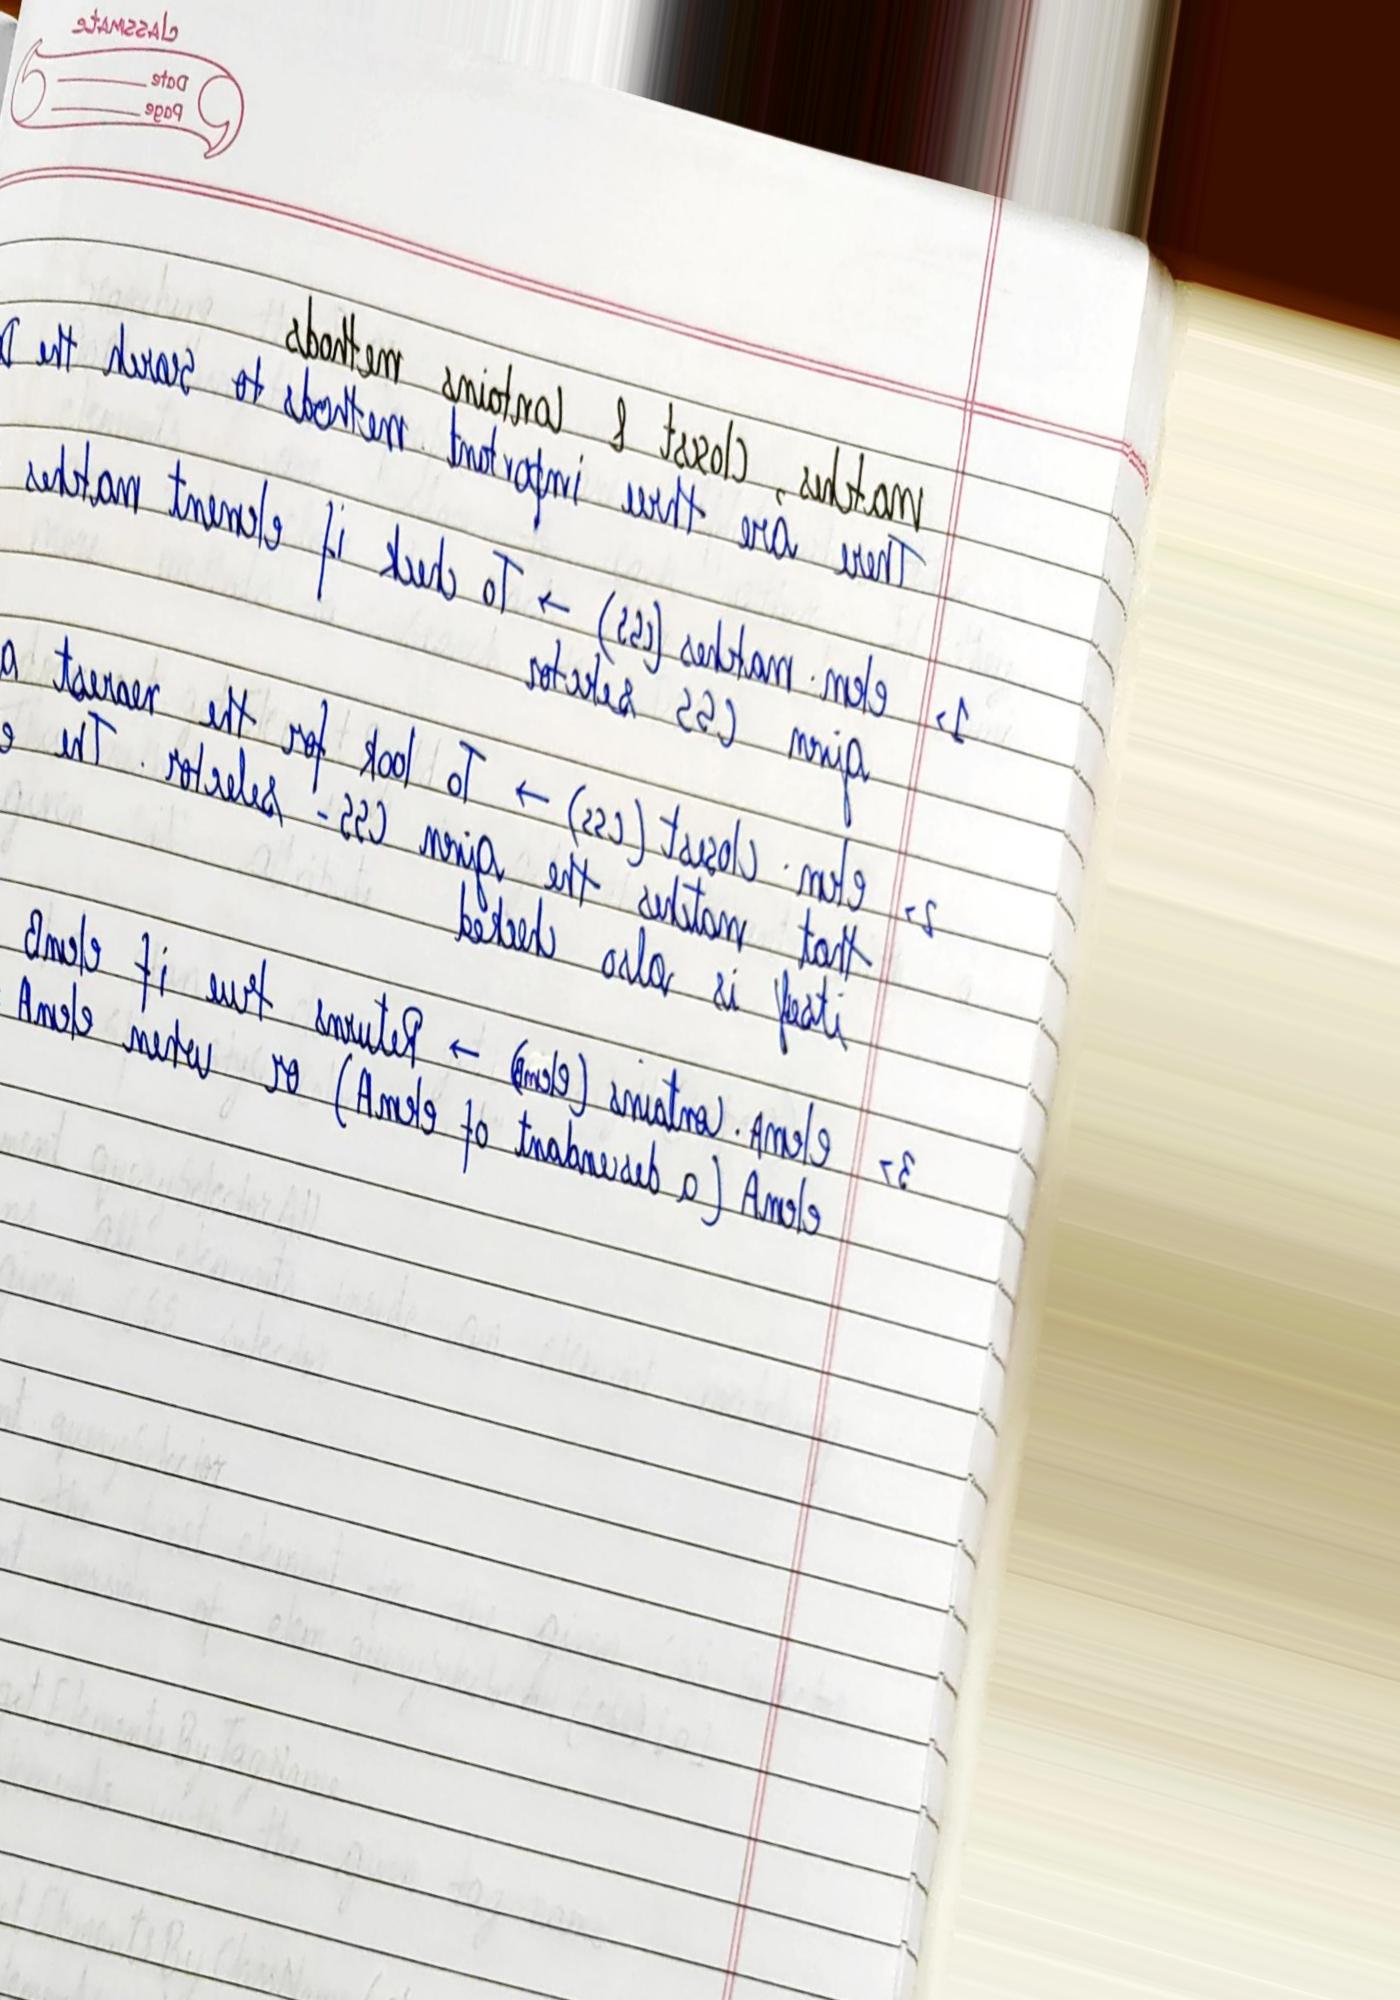 classmate
Date
Page
matches, closest & contains methods
There are three important methods to search the D
1→ elem.matches (CSS) → To check if element matches
given CSS selector
2→ elem.closest (CSS) → To look for the nearest a
that matches the given CSS-selector. The e
itself is also checked
3→ elemA.contains (elemB) → Returns true if elemB
elemA (a descendant of elemA) or when elemA